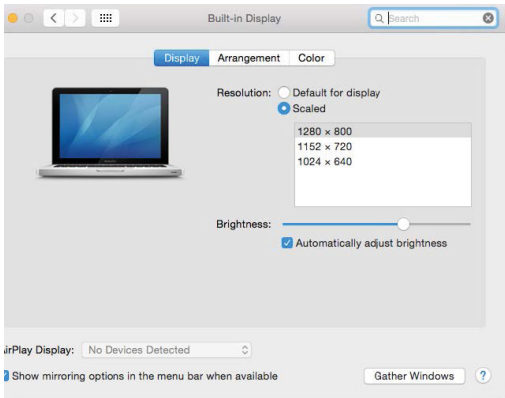 Built-in Display
Search
Display Arrangement Color
Resolution: Default for display
Scaled
1280 × 800
1152 × 720
1024 × 640
Brightness:
Automatically adjust brightness
AirPlay Display: No Devices Detected
Show mirroring options in the menu bar when available
Gather Windows ?